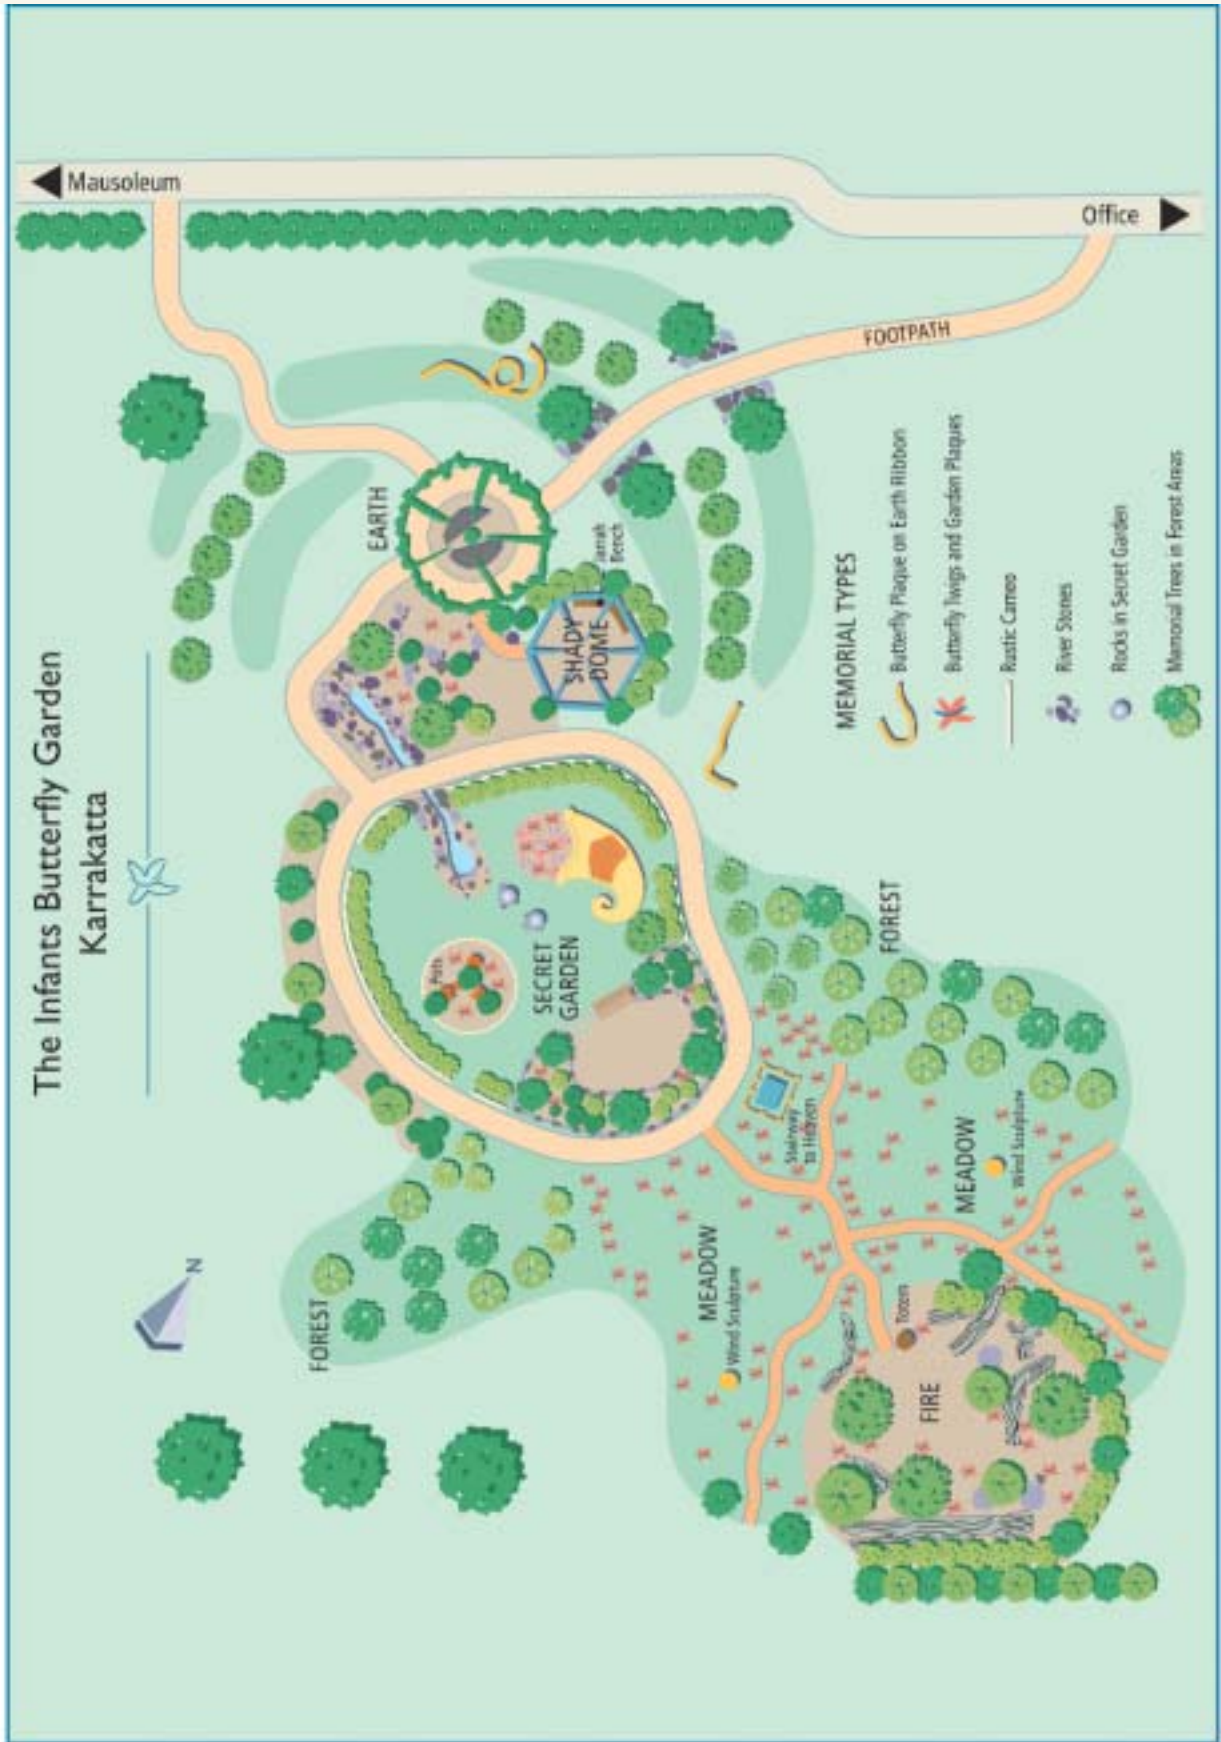 The Infants Butterfly Garden
Karrakatta
Mausoleum
Office
FOOTPATH
EARTH
Jarrah
Bench
SHADY
DOME
Pots
SECRET
GARDEN
FOREST
Stairway
to Heaven
MEADOW
Wind Sculpture
FOREST
MEADOW
Wind Sculpture
Totem
FIRE
N
MEMORIAL TYPES
Butterfly Plaque on Earth Ribbon
Butterfly Twigs and Garden Plaques
Rustic Cameo
River Stones
Rocks in Secret Garden
Memorial Trees in Forest Areas